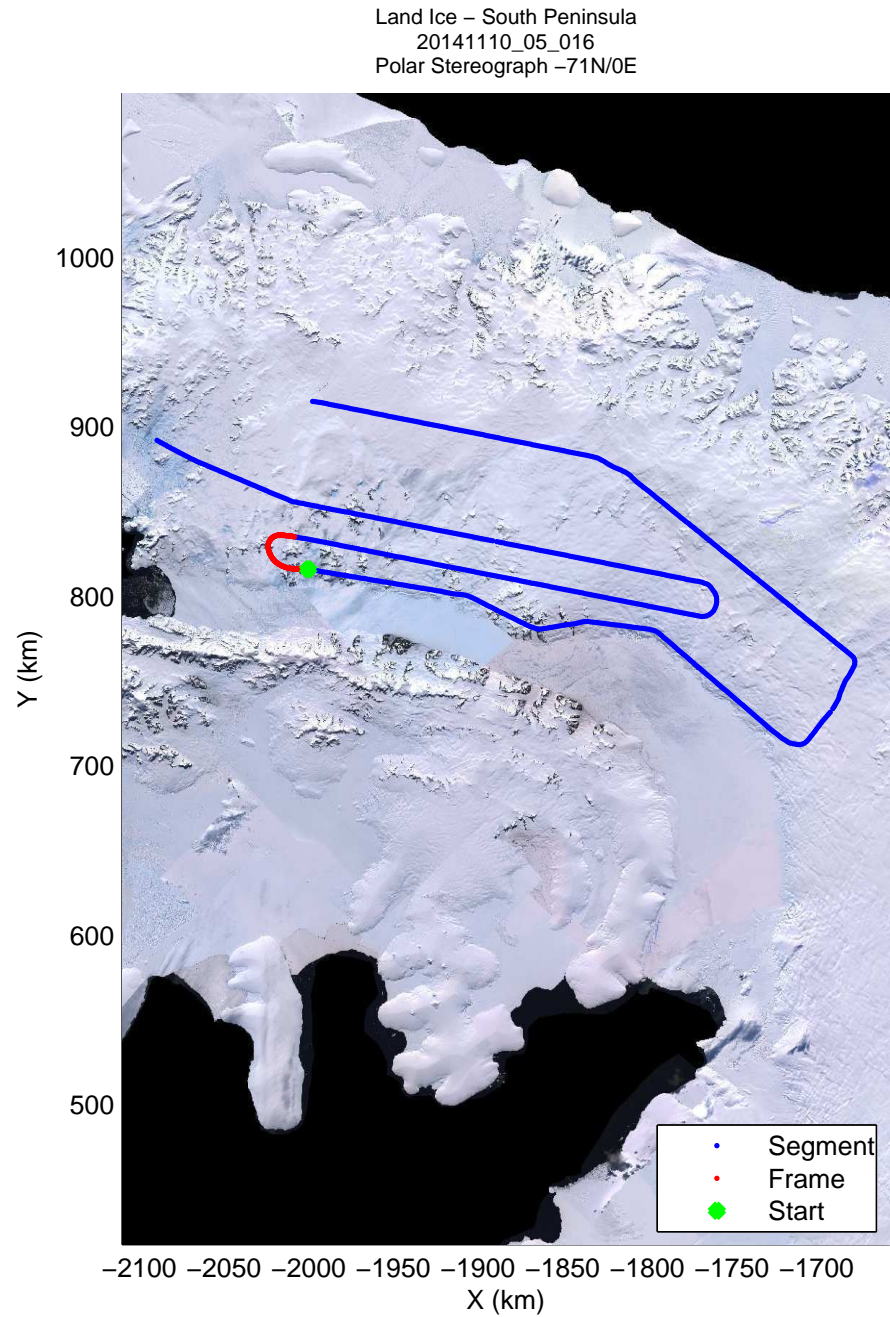 Land Ice − South Peninsula
20141110_05_016
Polar Stereograph −71N/0E
1000
900
800
700
600
500
Y (km)
Segment
Frame
Start
−2100 −2050 −2000 −1950 −1900 −1850 −1800 −1750 −1700
X (km)